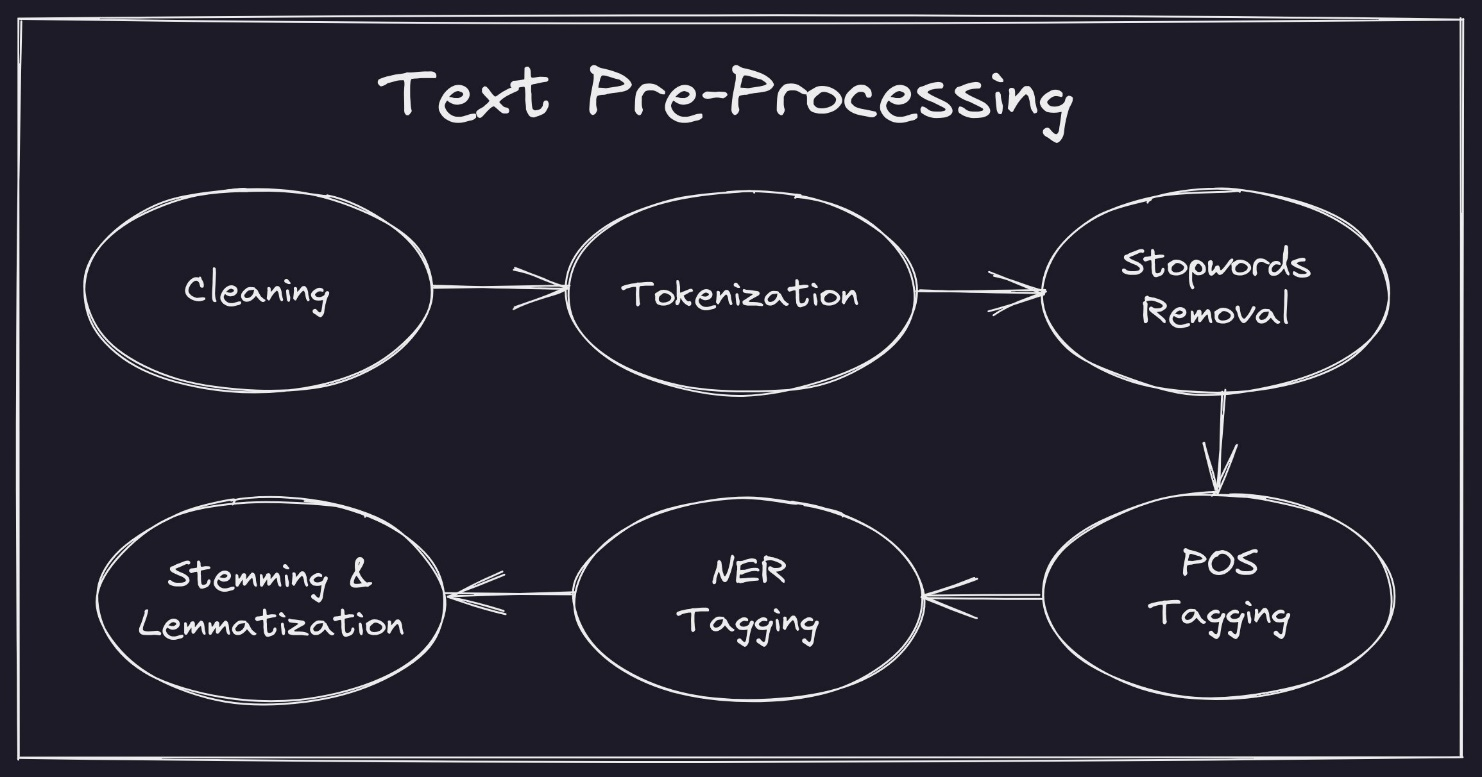 Text Pre-Processing
Cleaning
Tokenization
Stopwords
Removal
POS
Tagging
NER
Tagging
Stemming &
Lemmatization